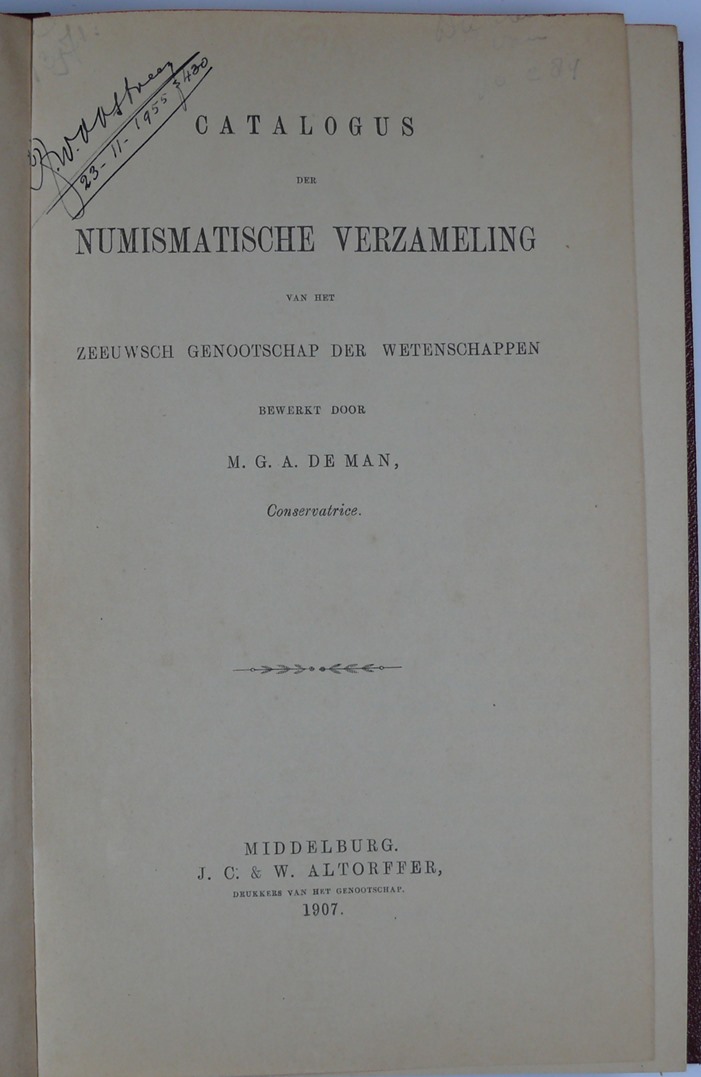 23-11-1955
CATALOGUS
DER
NUMISMATISCHE VERZAMELING
VAN HET
ZEEUWSCH GENOOTSCHAP DER WETENSCHAPPEN
BEWERKT DOOR
M. G. A. DE MAN,
Conservatrice.
MIDDELBURG.
J. C. & W. ALTORFFER,
DRUKKERS VAN HET GENOOTSCHAP.
1907.